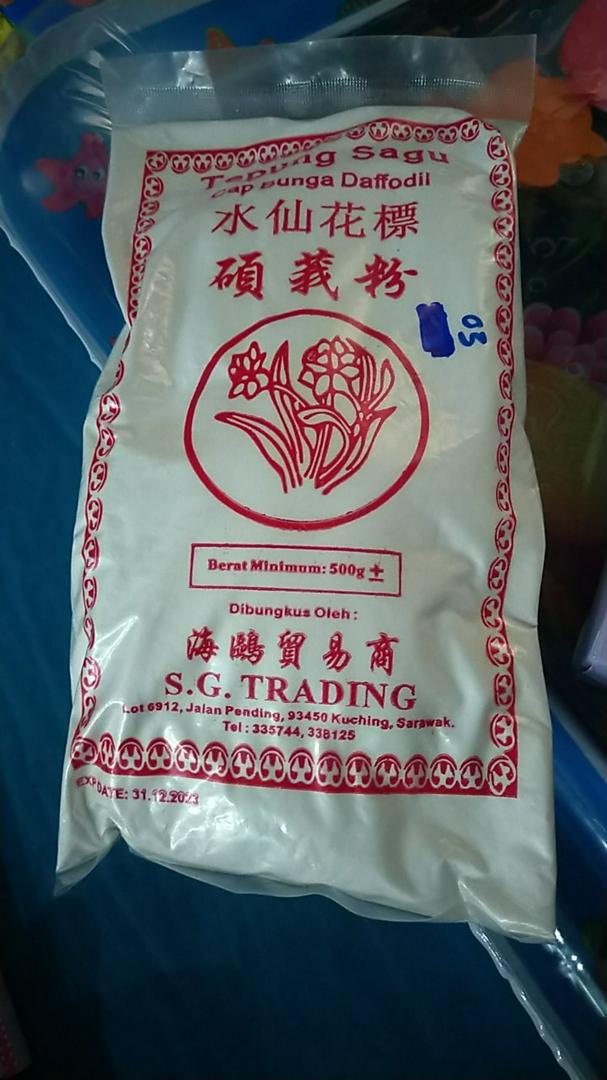 Tepung Sagu
Cap Bunga Daffodil
水仙花標
碩莪粉
03
Berat Minimum: 500g ±
Dibungkus Oleh :
海鷗貿易商
S.G. TRADING
Lot 6912, Jalan Pending, 93450 Kuching, Sarawak.
Tel : 335744, 338125
EXP DATE: 31.12.2023